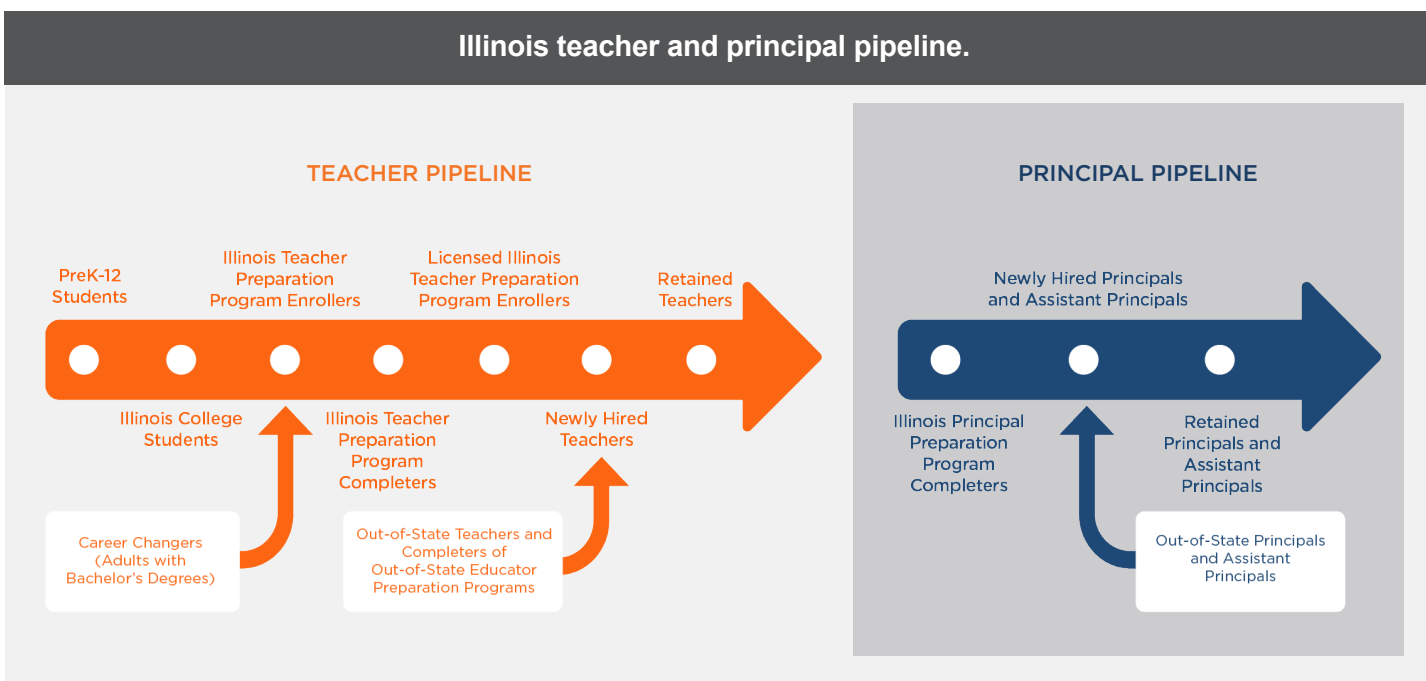 Illinois teacher and principal pipeline.
TEACHER PIPELINE
PreK-12
Students
Illinois Teacher
Preparation
Program Enrollers
Licensed Illinois
Teacher Preparation
Program Enrollers
Retained
Teachers
Illinois College
Students
Illinois Teacher
Preparation
Program
Completers
Newly Hired
Teachers
Career Changers
(Adults with
Bachelor's Degrees)
Out-of-State Teachers and
Completers of
Out-of-State Educator
Preparation Programs
PRINCIPAL PIPELINE
Newly Hired Principals
and Assistant Principals
Illinois Principal
Preparation
Program
Completers
Retained
Principals and
Assistant
Principals
Out-of-State Principals
and Assistant
Principals